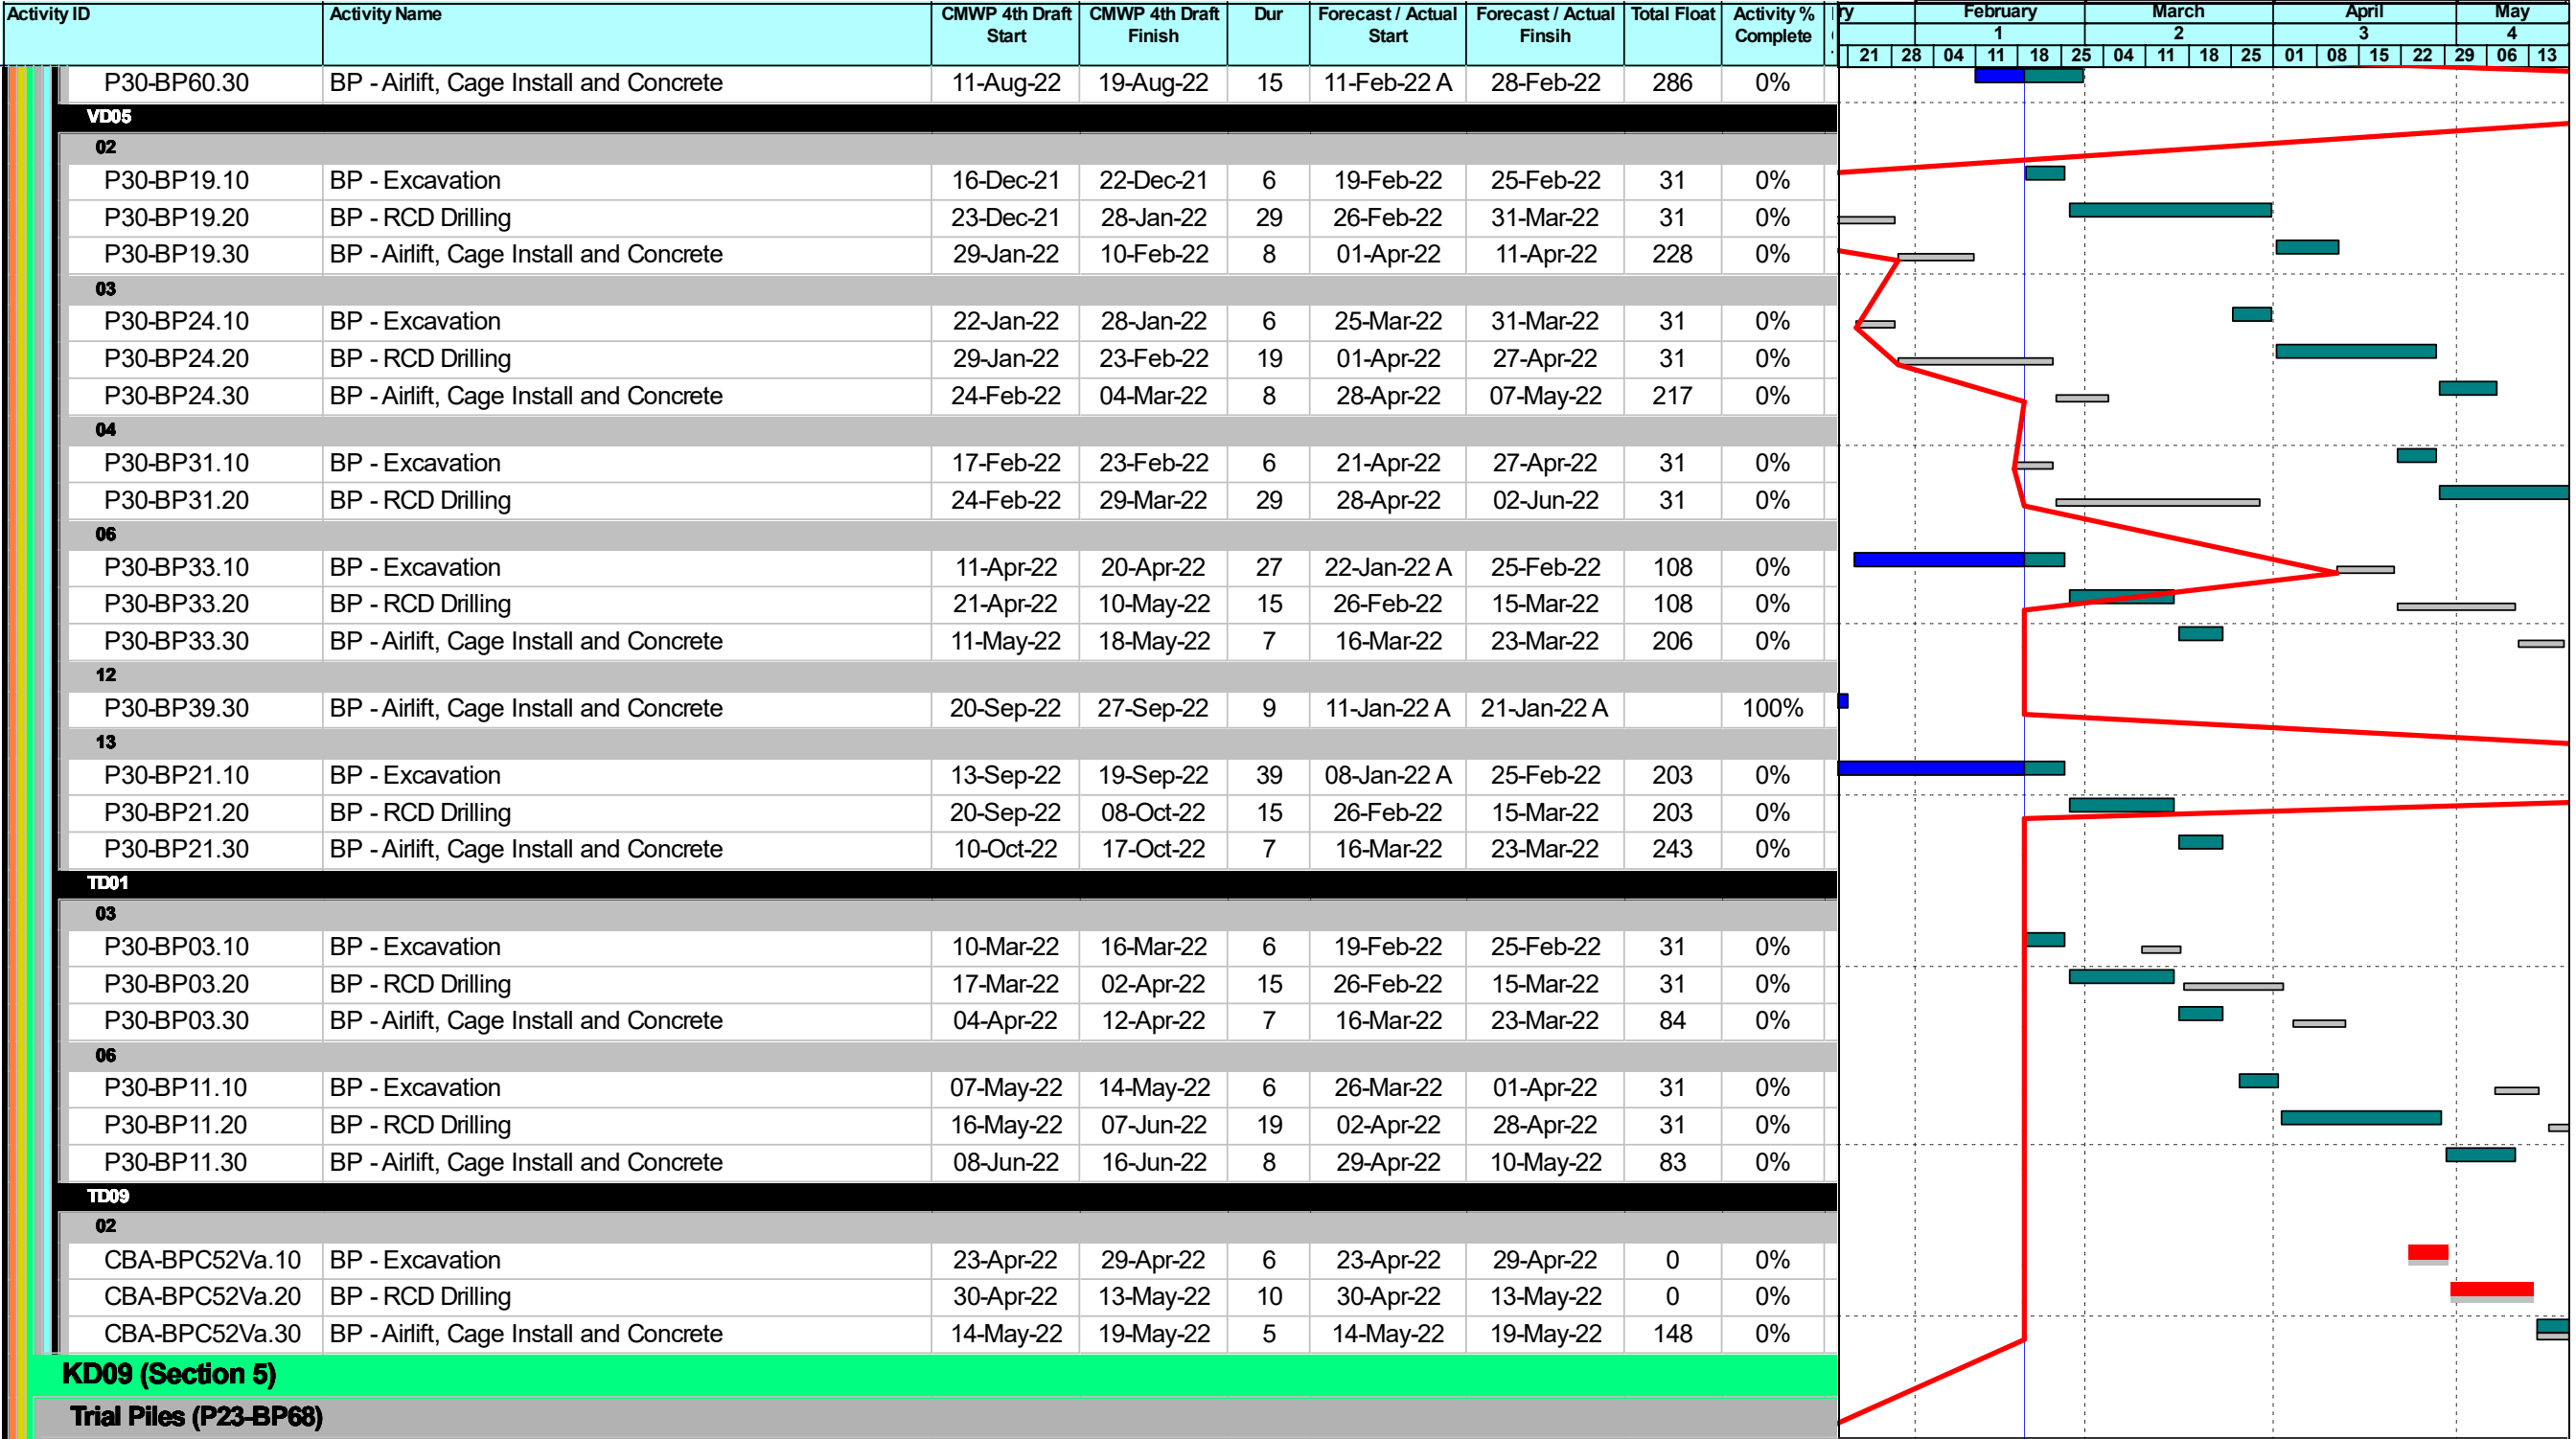 Activity ID Activity Name CMWP 4th Draft Start CMWP 4th Draft Finish Dur Forecast / Actual Start Forecast / Actual Finsih Total Float Activity % Complete
ry February March April May
1 2 3 4
21 28 04 11 18 25 04 11 18 25 01 08 15 22 29 06 13
P30-BP60.30 BP - Airlift, Cage Install and Concrete 11-Aug-22 19-Aug-22 15 11-Feb-22 A 28-Feb-22 286 0%
VD05
02
P30-BP19.10 BP - Excavation 16-Dec-21 22-Dec-21 6 19-Feb-22 25-Feb-22 31 0%
P30-BP19.20 BP - RCD Drilling 23-Dec-21 28-Jan-22 29 26-Feb-22 31-Mar-22 31 0%
P30-BP19.30 BP - Airlift, Cage Install and Concrete 29-Jan-22 10-Feb-22 8 01-Apr-22 11-Apr-22 228 0%
03
P30-BP24.10 BP - Excavation 22-Jan-22 28-Jan-22 6 25-Mar-22 31-Mar-22 31 0%
P30-BP24.20 BP - RCD Drilling 29-Jan-22 23-Feb-22 19 01-Apr-22 27-Apr-22 31 0%
P30-BP24.30 BP - Airlift, Cage Install and Concrete 24-Feb-22 04-Mar-22 8 28-Apr-22 07-May-22 217 0%
04
P30-BP31.10 BP - Excavation 17-Feb-22 23-Feb-22 6 21-Apr-22 27-Apr-22 31 0%
P30-BP31.20 BP - RCD Drilling 24-Feb-22 29-Mar-22 29 28-Apr-22 02-Jun-22 31 0%
06
P30-BP33.10 BP - Excavation 11-Apr-22 20-Apr-22 27 22-Jan-22 A 25-Feb-22 108 0%
P30-BP33.20 BP - RCD Drilling 21-Apr-22 10-May-22 15 26-Feb-22 15-Mar-22 108 0%
P30-BP33.30 BP - Airlift, Cage Install and Concrete 11-May-22 18-May-22 7 16-Mar-22 23-Mar-22 206 0%
12
P30-BP39.30 BP - Airlift, Cage Install and Concrete 20-Sep-22 27-Sep-22 9 11-Jan-22 A 21-Jan-22 A 100%
13
P30-BP21.10 BP - Excavation 13-Sep-22 19-Sep-22 39 08-Jan-22 A 25-Feb-22 203 0%
P30-BP21.20 BP - RCD Drilling 20-Sep-22 08-Oct-22 15 26-Feb-22 15-Mar-22 203 0%
P30-BP21.30 BP - Airlift, Cage Install and Concrete 10-Oct-22 17-Oct-22 7 16-Mar-22 23-Mar-22 243 0%
TD01
03
P30-BP03.10 BP - Excavation 10-Mar-22 16-Mar-22 6 19-Feb-22 25-Feb-22 31 0%
P30-BP03.20 BP - RCD Drilling 17-Mar-22 02-Apr-22 15 26-Feb-22 15-Mar-22 31 0%
P30-BP03.30 BP - Airlift, Cage Install and Concrete 04-Apr-22 12-Apr-22 7 16-Mar-22 23-Mar-22 84 0%
06
P30-BP11.10 BP - Excavation 07-May-22 14-May-22 6 26-Mar-22 01-Apr-22 31 0%
P30-BP11.20 BP - RCD Drilling 16-May-22 07-Jun-22 19 02-Apr-22 28-Apr-22 31 0%
P30-BP11.30 BP - Airlift, Cage Install and Concrete 08-Jun-22 16-Jun-22 8 29-Apr-22 10-May-22 83 0%
TD09
02
CBA-BPC52Va.10 BP - Excavation 23-Apr-22 29-Apr-22 6 23-Apr-22 29-Apr-22 0 0%
CBA-BPC52Va.20 BP - RCD Drilling 30-Apr-22 13-May-22 10 30-Apr-22 13-May-22 0 0%
CBA-BPC52Va.30 BP - Airlift, Cage Install and Concrete 14-May-22 19-May-22 5 14-May-22 19-May-22 148 0%
KD09 (Section 5)
Trial Piles (P23-BP68)